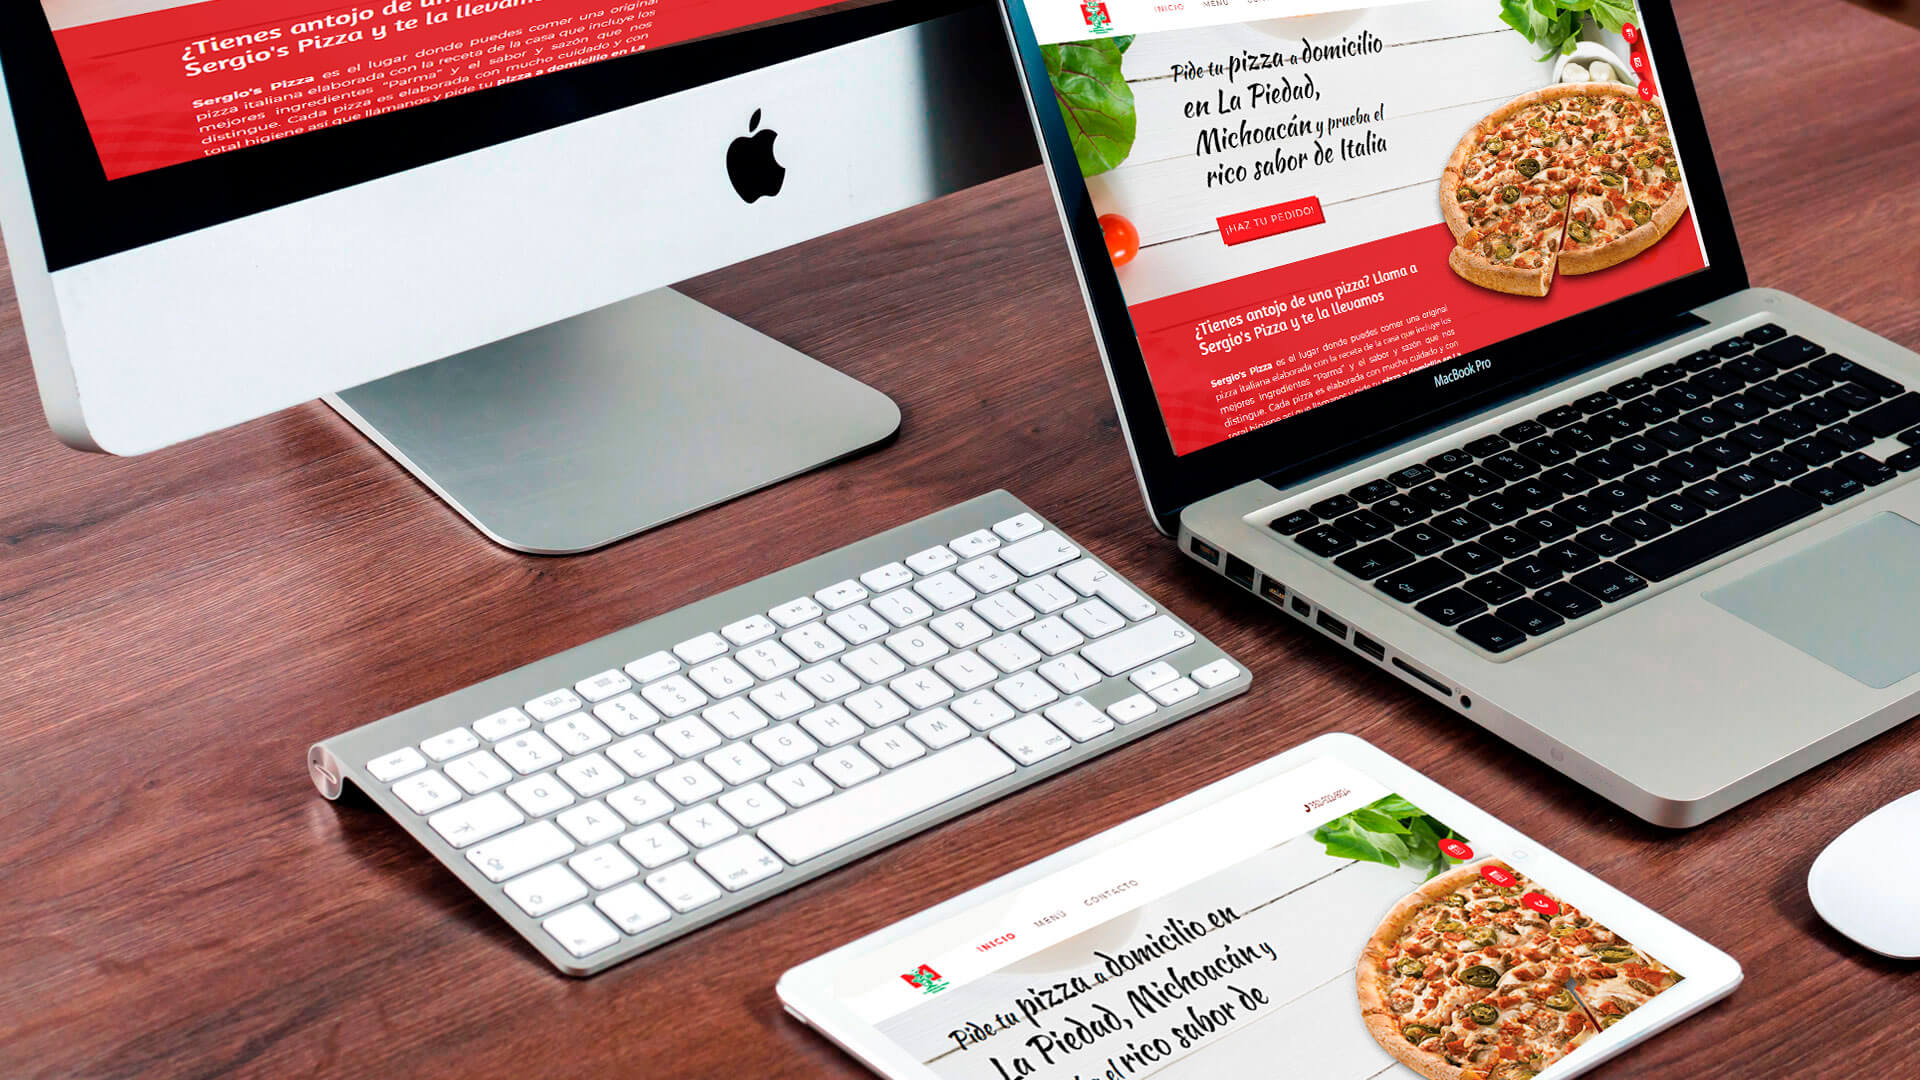 ¿Tienes antojo de un
Sergio's Pizza y te la llevamos
Sergio's Pizza es el lugar donde puedes comer una original
pizza italiana elaborada con la receta de la casa que incluye los
mejores ingredientes "Parma" y el sabor y sazón que nos
distingue. Cada pizza es elaborada con mucho cuidado y con
total higiene así que llámanos y pide tu pizza a domicilio en La
INICIO MENÚ
Pide tu pizza a domicilio
en La Piedad,
Michoacán y prueba el
rico sabor de Italia
¡HAZ TU PEDIDO!
¿Tienes antojo de una pizza? Llama a
Sergio's Pizza y te la llevamos
Sergio's Pizza es el lugar donde puedes comer una original
pizza italiana elaborada con la receta de la casa que incluye los
mejores ingredientes "Parma" y el sabor y sazón que nos
distingue. Cada pizza es elaborada con mucho cuidado y con
total higiene así que llámanos y pide tu pizza a domicilio en La
MacBook Pro
INICIO MENÚ CONTACTO
Pide tu pizza a domicilio en
La Piedad, Michoacán y
el rico sabor de